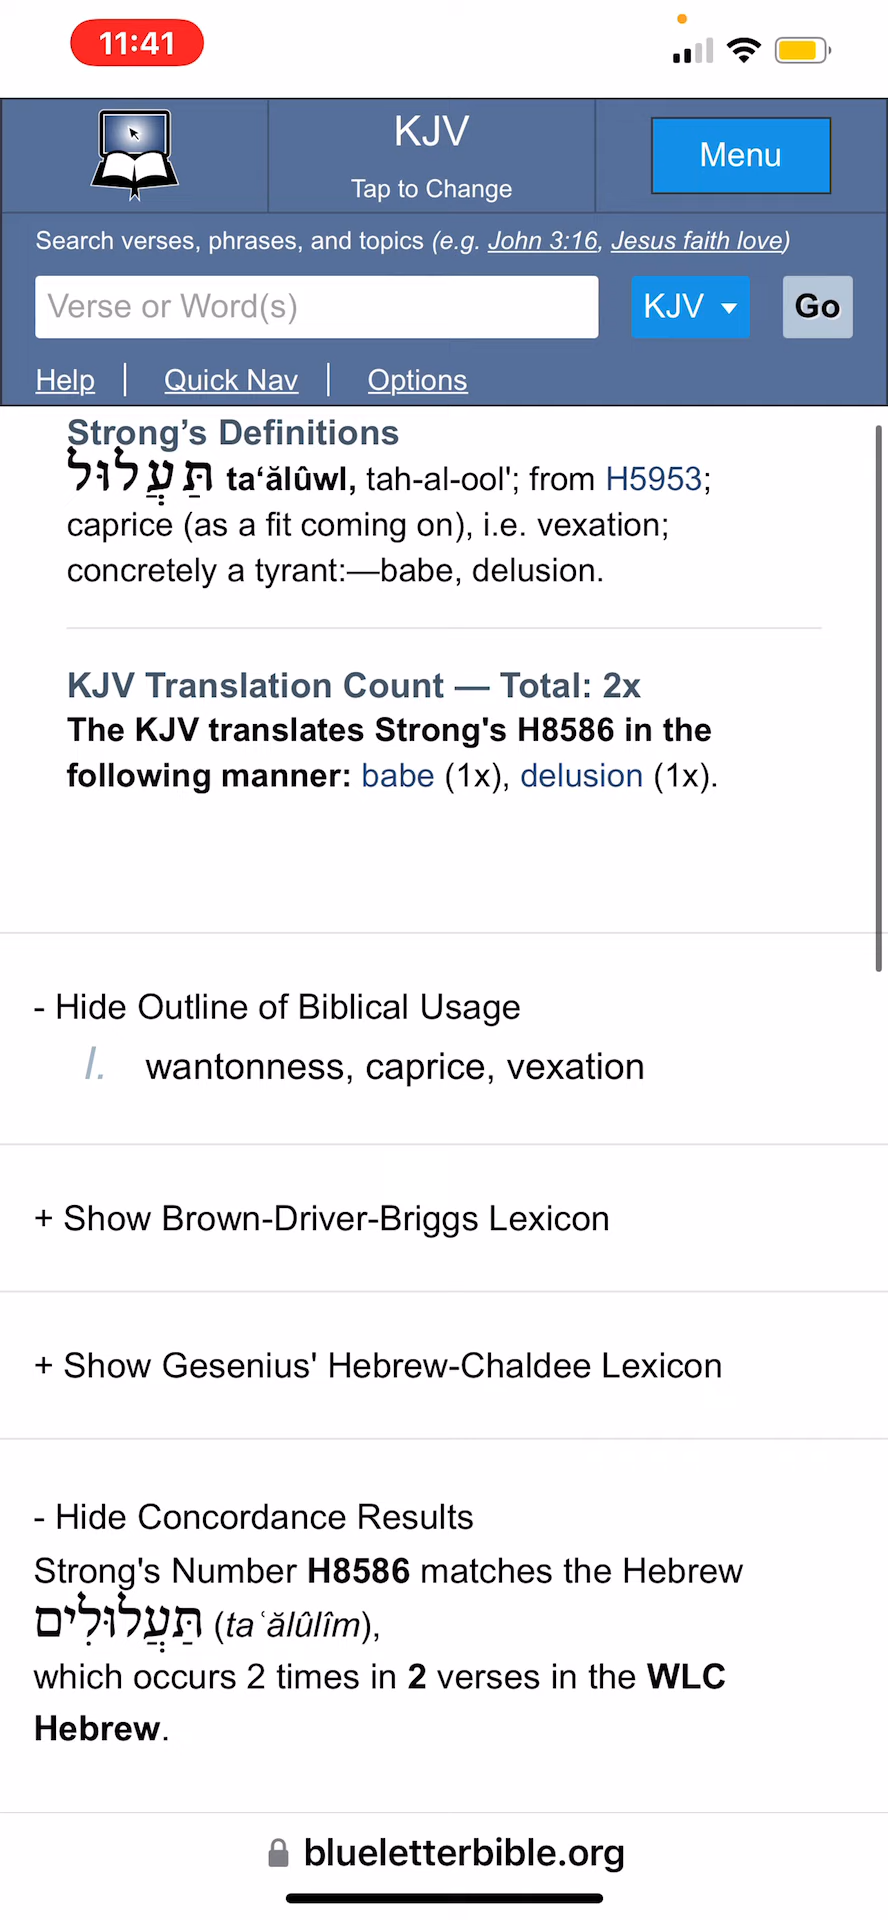 11:41
KJV
Tap to Change
Menu
Search verses, phrases, and topics (e.g. John 3:16, Jesus faith love)
Verse or Word(s)
KJV
Go
Help | Quick Nav | Options
Strong’s Definitions
תַּעֲלוּל taʻălûwl, tah-al-ool'; from H5953;
caprice (as a fit coming on), i.e. vexation;
concretely a tyrant:—babe, delusion.
KJV Translation Count — Total: 2x
The KJV translates Strong's H8586 in the
following manner: babe (1x), delusion (1x).
- Hide Outline of Biblical Usage
I. wantonness, caprice, vexation
+ Show Brown-Driver-Briggs Lexicon
+ Show Gesenius' Hebrew-Chaldee Lexicon
- Hide Concordance Results
Strong's Number H8586 matches the Hebrew
תַּעֲלוּלִים (taʿălûlîm),
which occurs 2 times in 2 verses in the WLC
Hebrew.
blueletterbible.org